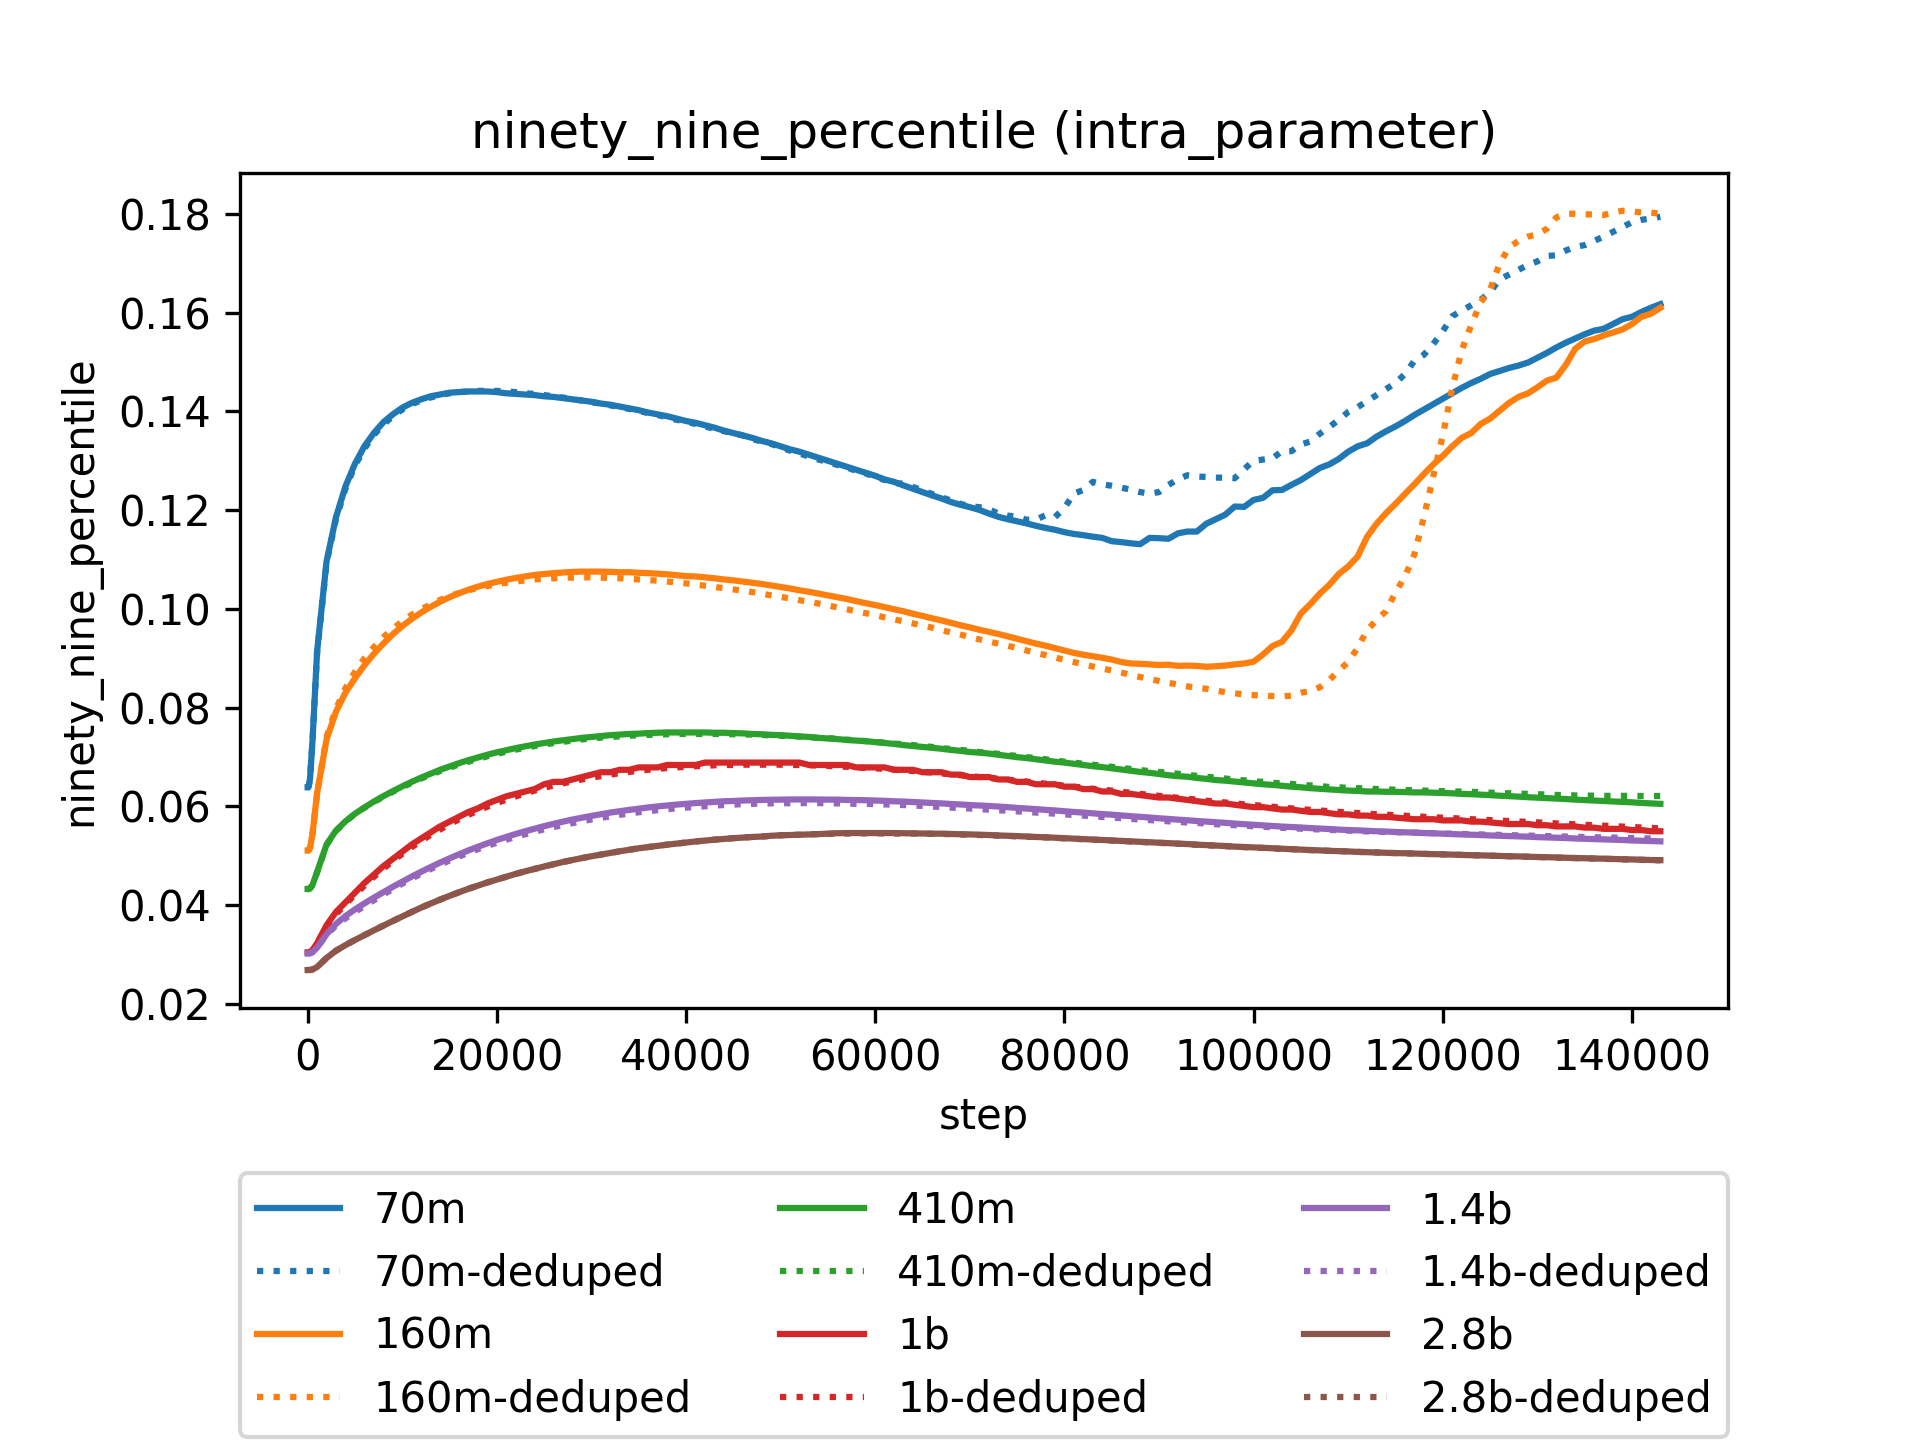 ninety_nine_percentile (intra_parameter)
ninety_nine_percentile
0.18
0.16
0.14
0.12
0.10
0.08
0.06
0.04
0.02
0 20000 40000 60000 80000 100000 120000 140000
step
70m 410m 1.4b
70m-deduped 410m-deduped 1.4b-deduped
160m 1b 2.8b
160m-deduped 1b-deduped 2.8b-deduped